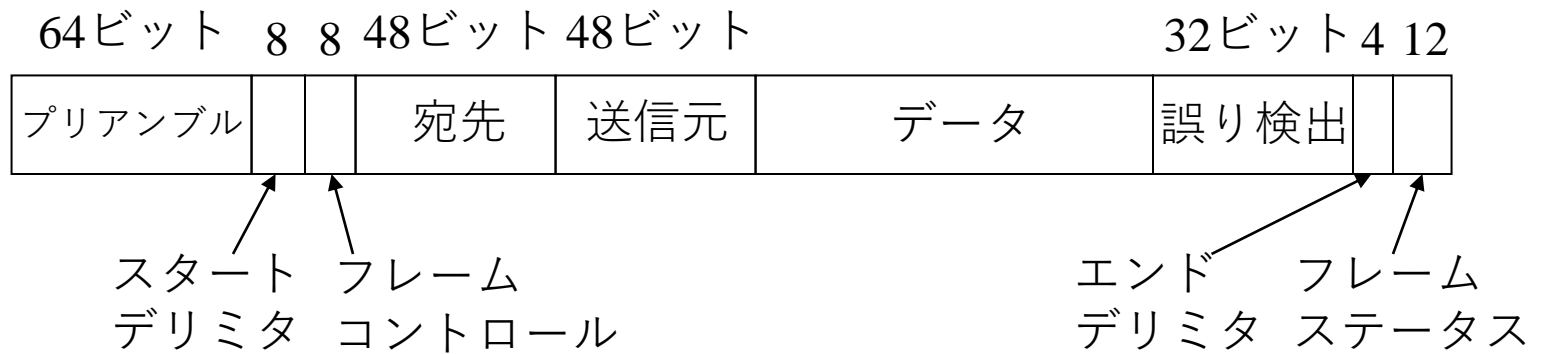 64ビット 8 8 48ビット 48ビット 32ビット 4 12
プリアンブル 宛先 送信元 データ 誤り検出
スタート フレーム エンド フレーム
デリミタ コントロール デリミタ ステータス